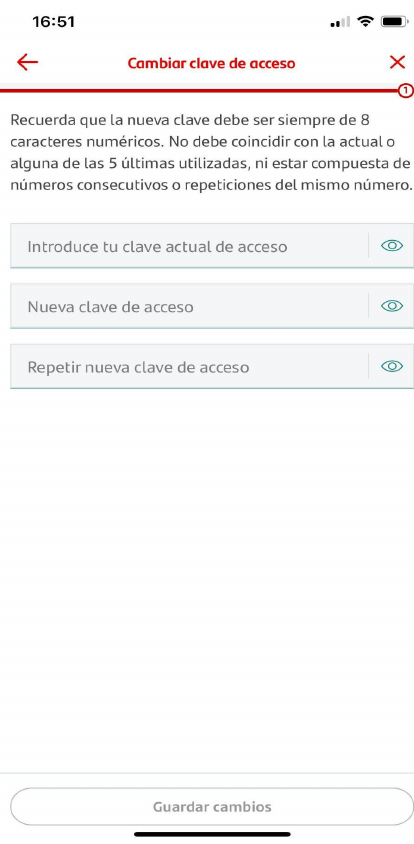 16:51
Cambiar clave de acceso
1
Recuerda que la nueva clave debe ser siempre de 8
caracteres numéricos. No debe coincidir con la actual o
alguna de las 5 últimas utilizadas, ni estar compuesta de
números consecutivos o repeticiones del mismo número.
Introduce tu clave actual de acceso
Nueva clave de acceso
Repetir nueva clave de acceso
Guardar cambios